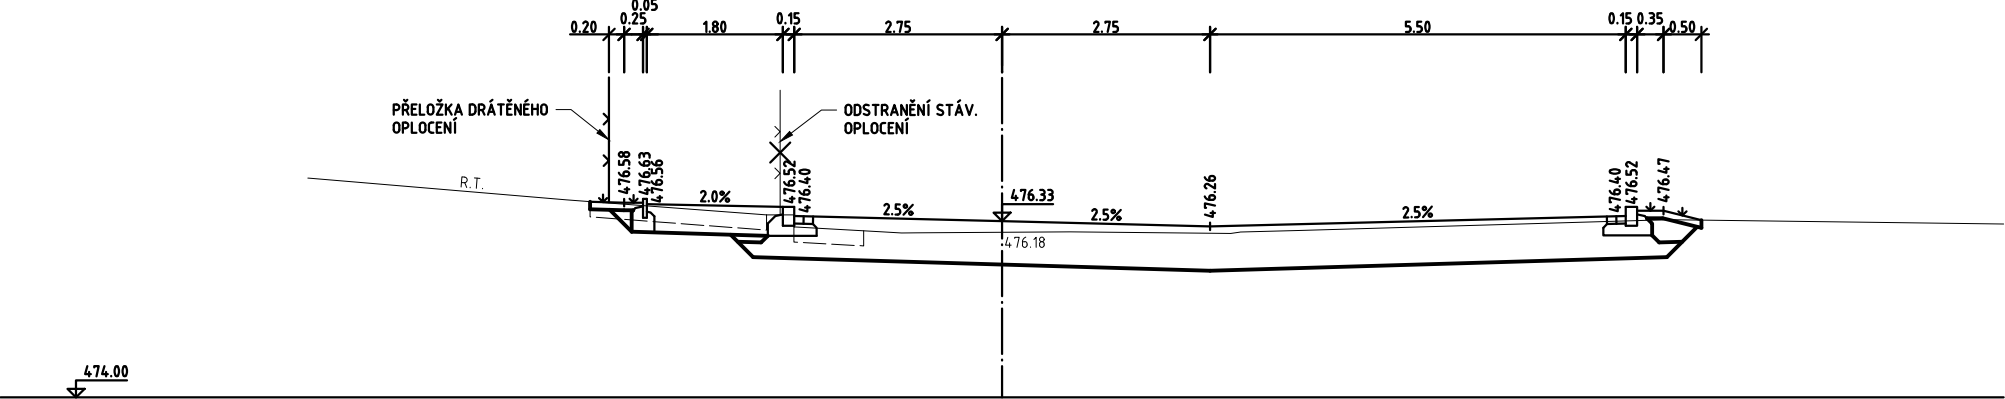 0.05
0.20 0.25 1.80 0.15 2.75 2.75 5.50 0.15 0.35 0.50
PŘELOŽKA DRÁTĚNÉHO
OPLOCENÍ
ODSTRANĚNÍ STÁV.
OPLOCENÍ
R.T.
476.58
476.63
476.56
2.0%
476.52
476.40
2.5%
476.33
476.18
2.5%
476.26
2.5%
476.40
476.52
476.47
474.00